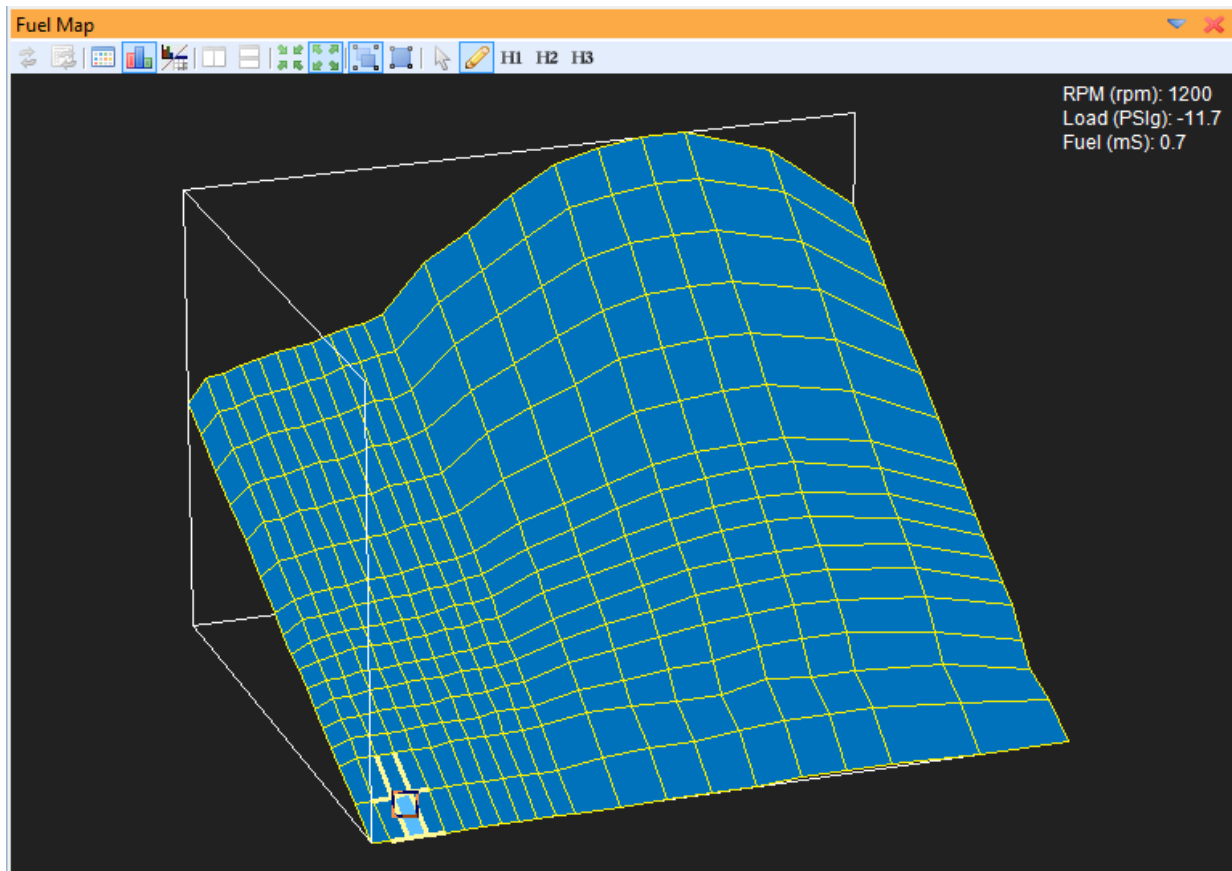 Fuel Map
H1 H2 H3
RPM (rpm): 1200
Load (PSIg): -11.7
Fuel (mS): 0.7